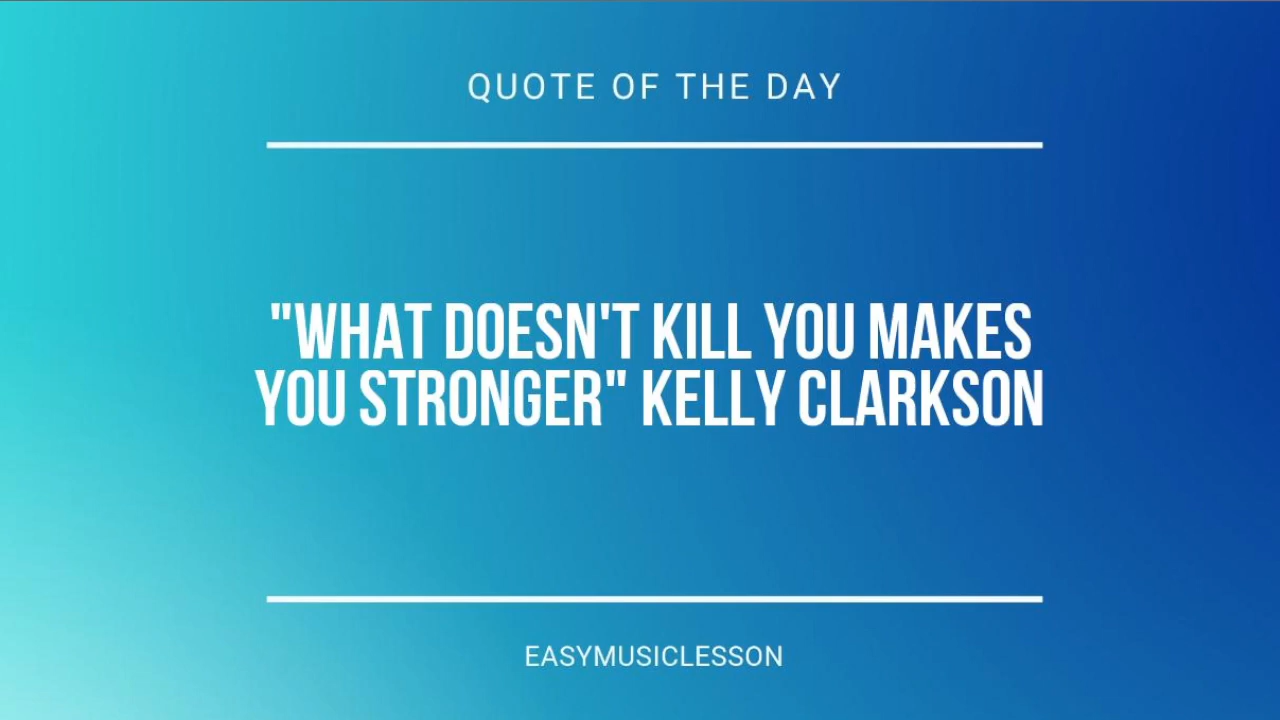 QUOTE OF THE DAY
"WHAT DOESN'T KILL YOU MAKES
YOU STRONGER" KELLY CLARKSON
EASYMUSICLESSON